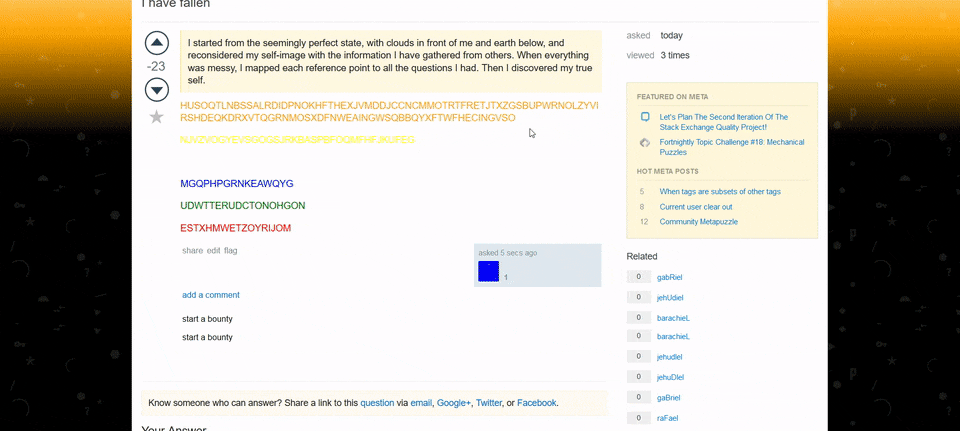 I have fallen
-23
I started from the seemingly perfect state, with clouds in front of me and earth below, and
reconsidered my self-image with the information I have gathered from others. When everything
was messy, I mapped each reference point to all the questions I had. Then I discovered my true
self.
HUSOQTLNBSSALRDIDPNOKHFTHEXJVMDDJCCNCMMOTRTFRETJTXZGSBUPWRNOLZYVI
RSHDEQKDRXVTQGRNMOSXDFNWEAINGWSQBBQYXFTWFHECINGVSO
MGQPHPGRNKEAWQYG
UDWTTERUDCTONOHGON
ESTXHMWETZOYRIJOM
share edit flag
asked 5 secs ago
1
add a comment
start a bounty
start a bounty
Know someone who can answer? Share a link to this question via email, Google+, Twitter, or Facebook.
Your Answer
asked today
viewed 3 times
FEATURED ON META
Let's Plan The Second Iteration Of The
Stack Exchange Quality Project!
Fortnightly Topic Challenge #18: Mechanical
Puzzles
HOT META POSTS
5 When tags are subsets of other tags
8 Current user clear out
12 Community Metapuzzle
Related
0 gabRiel
0 jehUdiel
0 barachieL
0 barachieL
0 jehudIel
0 jehuDIel
0 gaBriel
0 raFael